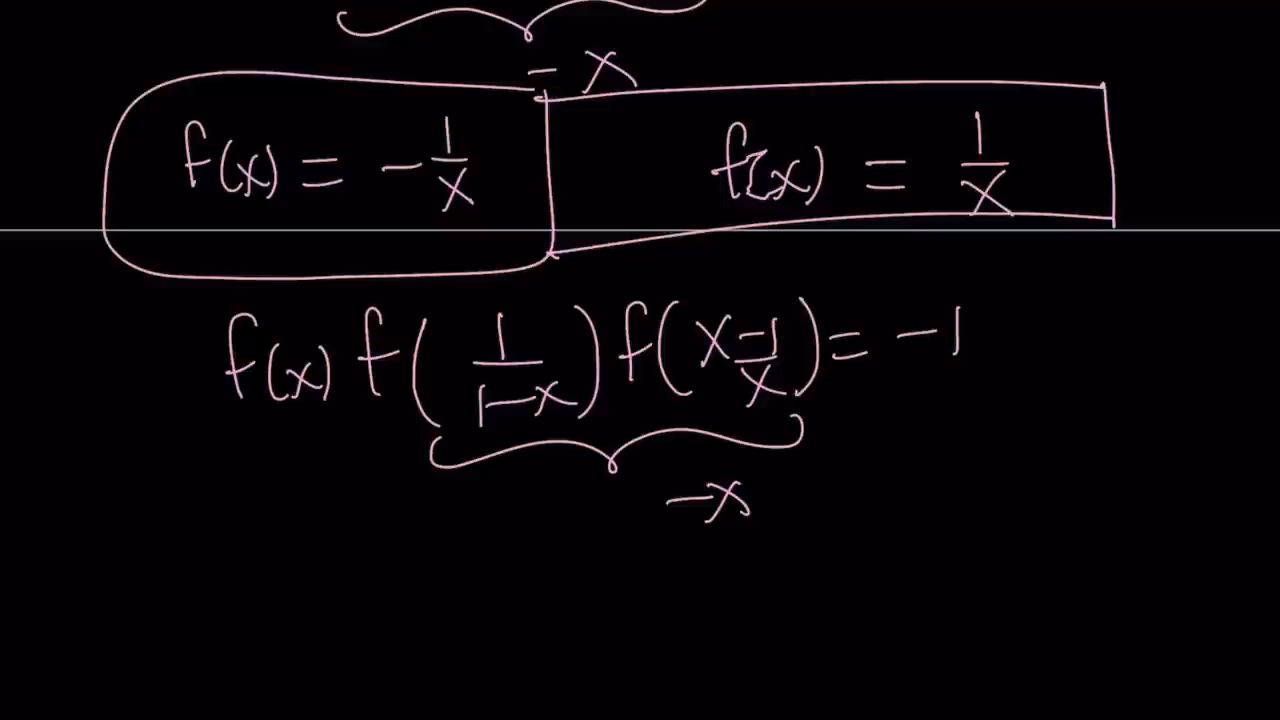 = x
f(x) = -1/x f(x) = 1/x
f(x) f(1/(1-x)) f((x-1)/x) = -1
-x